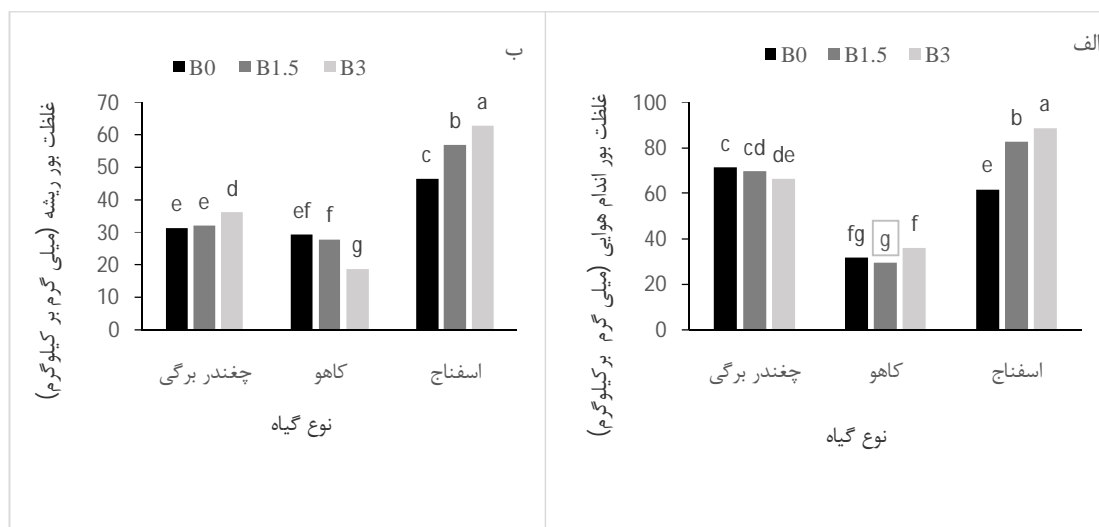 الف
B0 B1.5 B3
غلظت بور اندام هوایی (میلی گرم برکیلوگرم)
100
80
60
40
20
0
c cd de
fg g f
e b a
چغندر برگی کاهو اسفناج
نوع گیاه
ب
B0 B1.5 B3
غلظت بور ریشه (میلی گرم بر کیلوگرم)
70
60
50
40
30
20
10
0
e e d
ef f g
c b a
چغندر برگی کاهو اسفناج
نوع گیاه